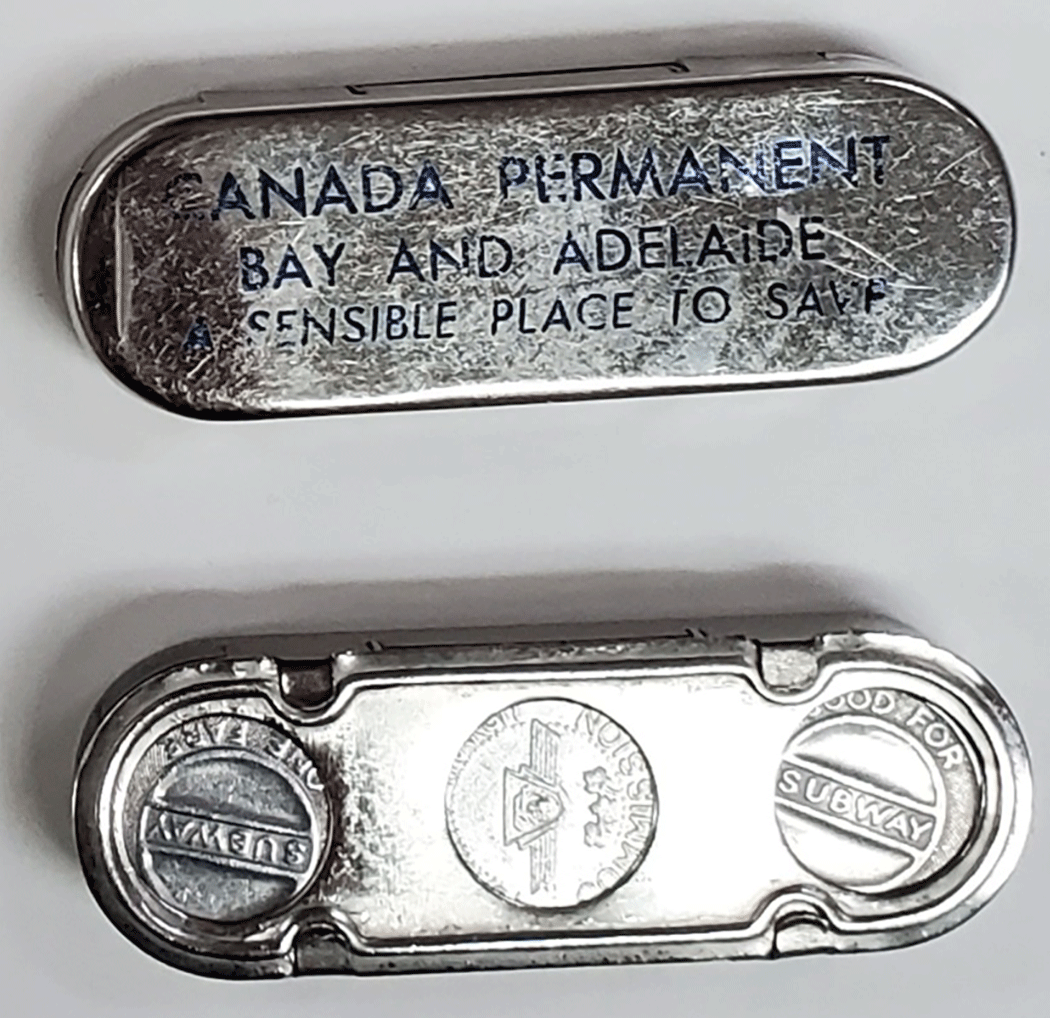 CANADA PERMANENT
BAY AND ADELAIDE
A SENSIBLE PLACE TO SAVE
ONE FARE
SUBWAY
COMMISSION
GOOD FOR
SUBWAY